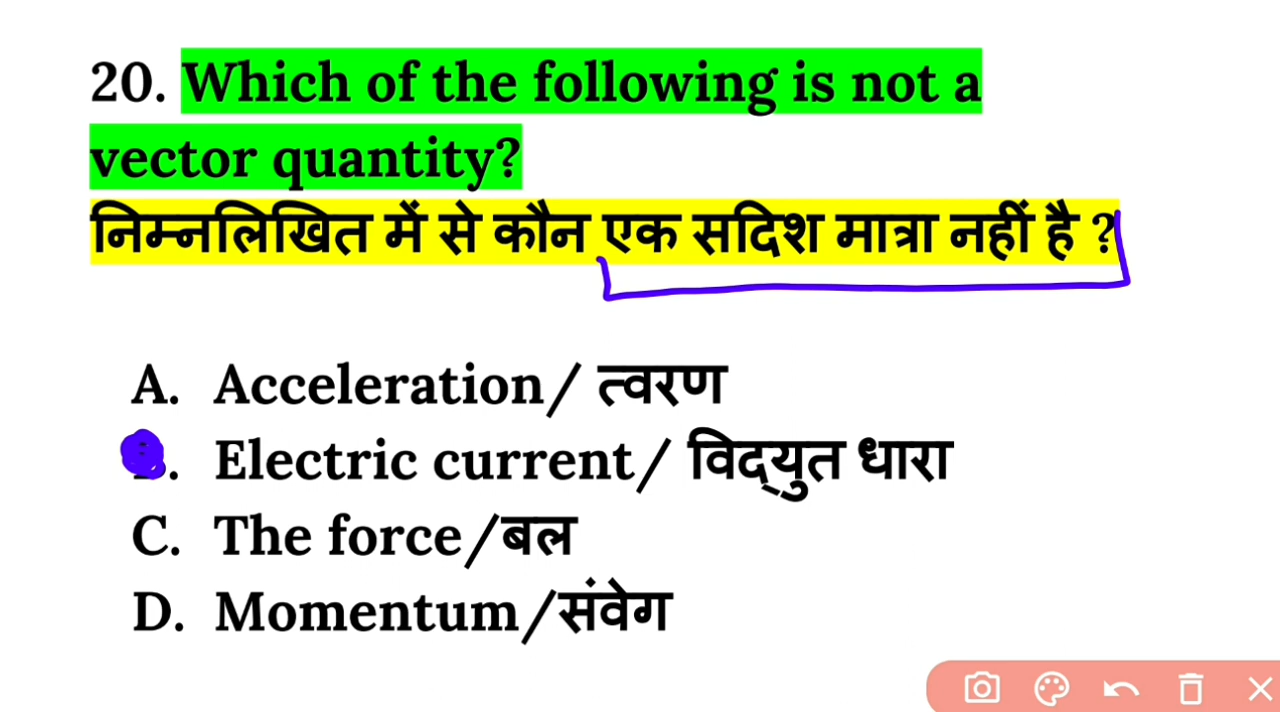 20. Which of the following is not a
vector quantity?
निम्नलिखित में से कौन एक सदिश मात्रा नहीं है ?
A. Acceleration/ त्वरण
. Electric current/ विद्युत धारा
C. The force/बल
D. Momentum/संवेग